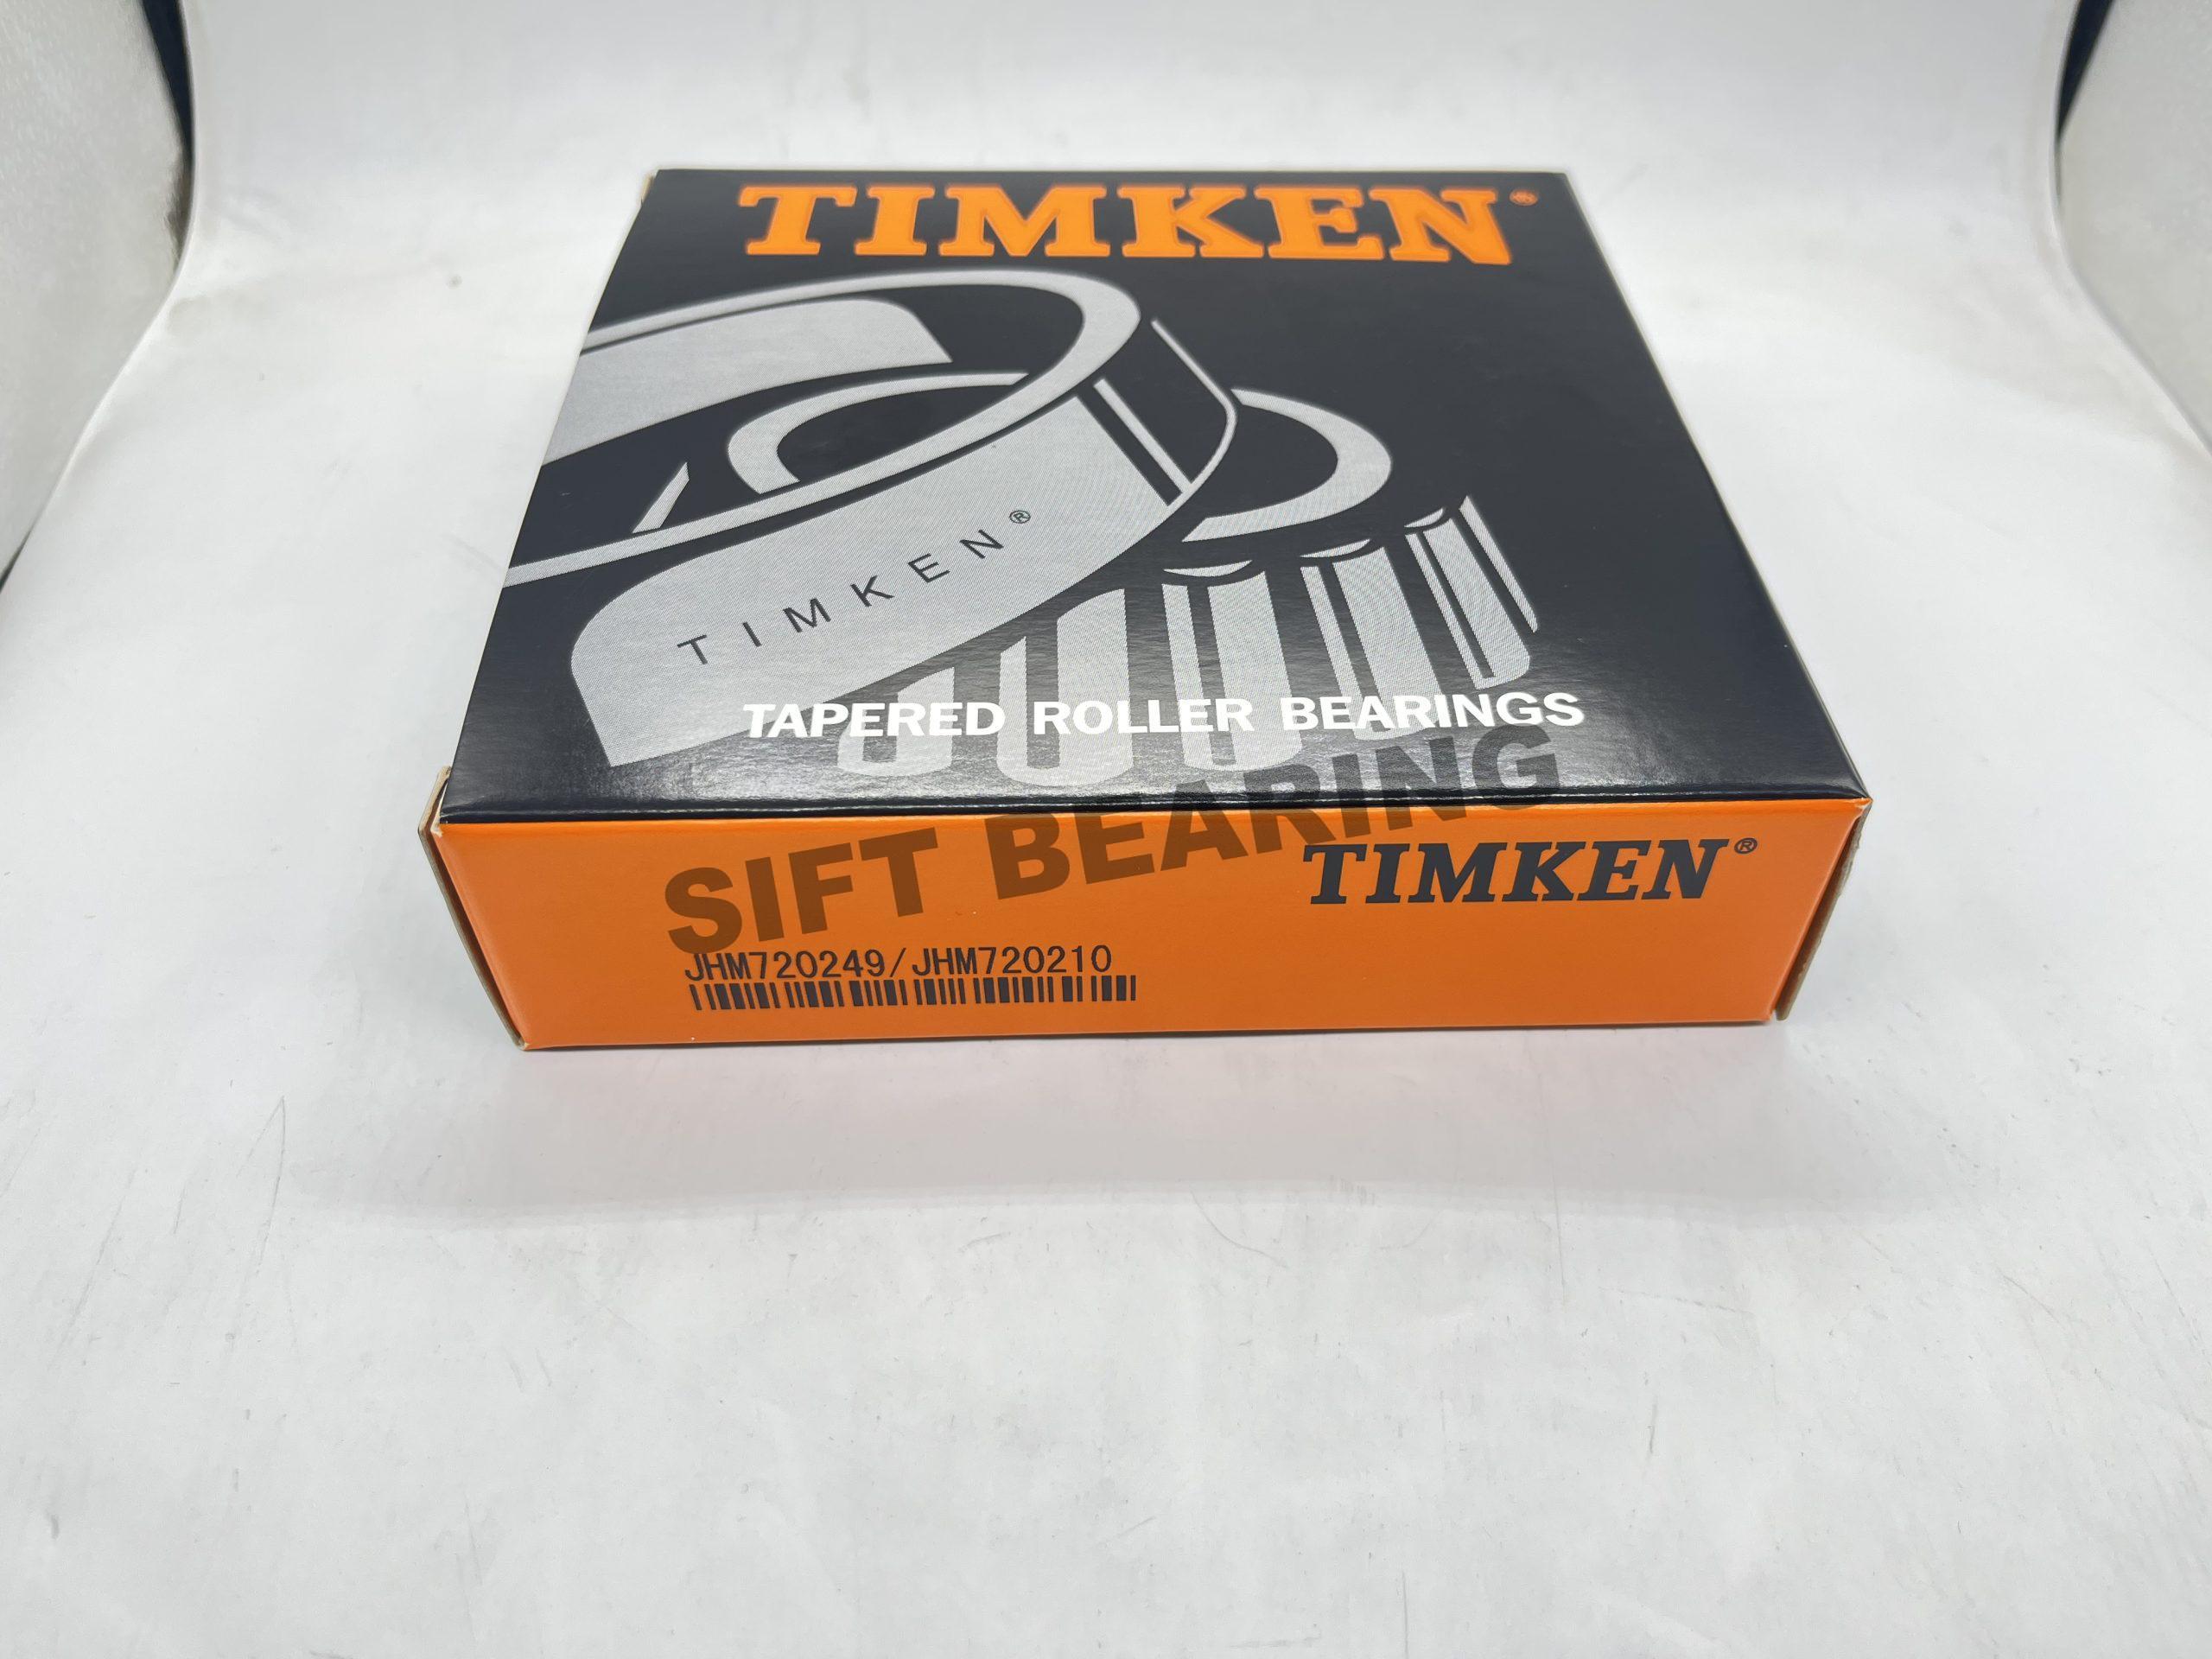 TIMKEN®
TIMKEN®
TAPERED ROLLER BEARINGS
SIFT BEARING
TIMKEN®
JHM720249/JHM720210